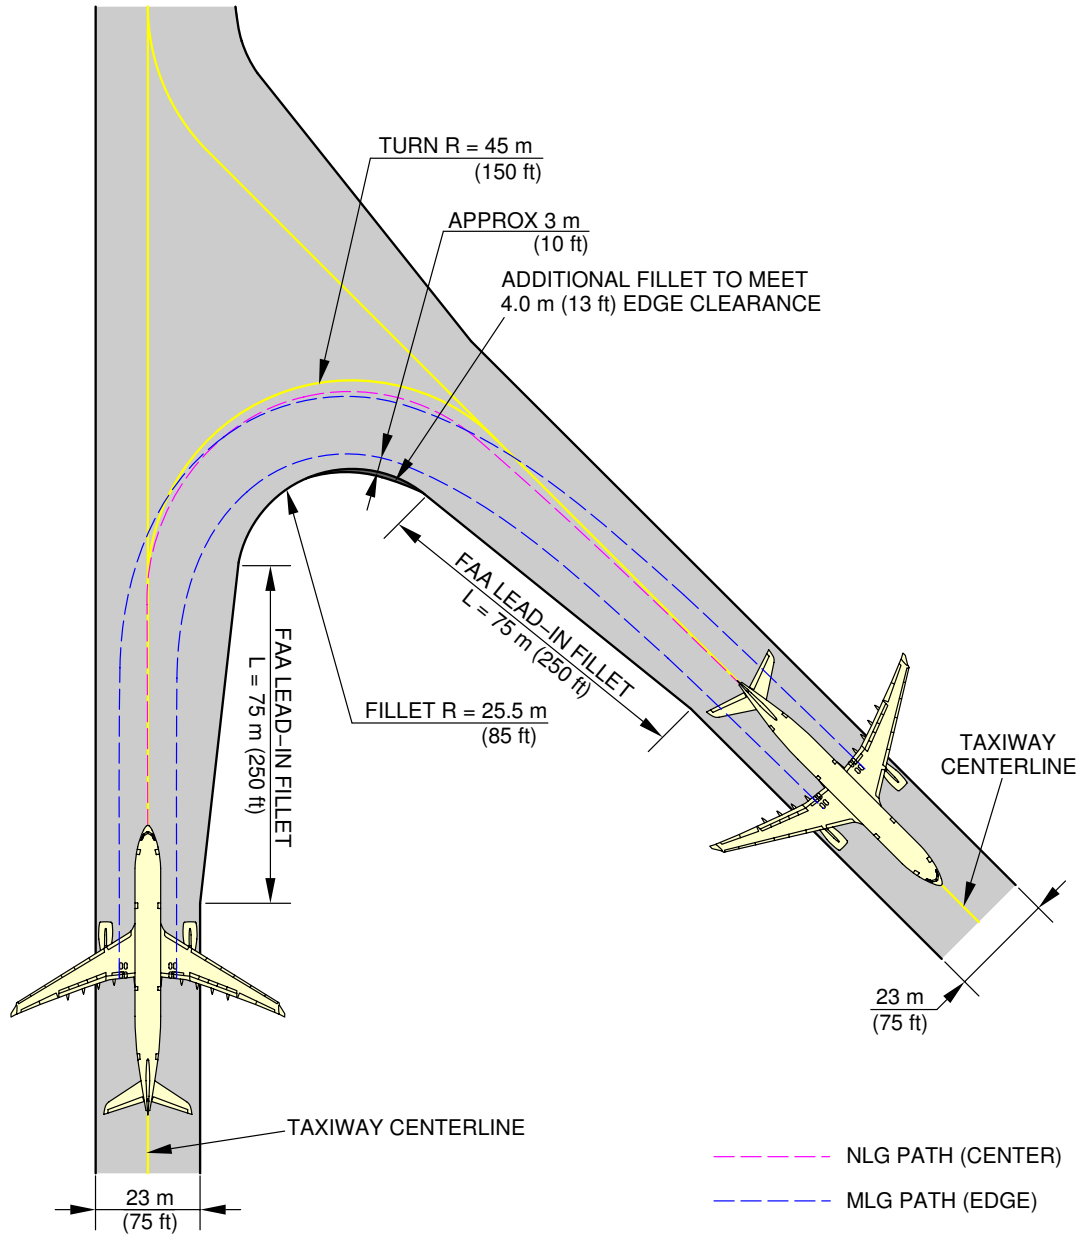 TURN R = 45 m
(150 ft)
APPROX 3 m
(10 ft)
ADDITIONAL FILLET TO MEET
4.0 m (13 ft) EDGE CLEARANCE
FAA LEAD–IN FILLET
L = 75 m (250 ft)
FAA LEAD–IN FILLET
L = 75 m (250 ft)
FILLET R = 25.5 m
(85 ft)
TAXIWAY
CENTERLINE
23 m
(75 ft)
TAXIWAY CENTERLINE
NLG PATH (CENTER)
MLG PATH (EDGE)
23 m
(75 ft)